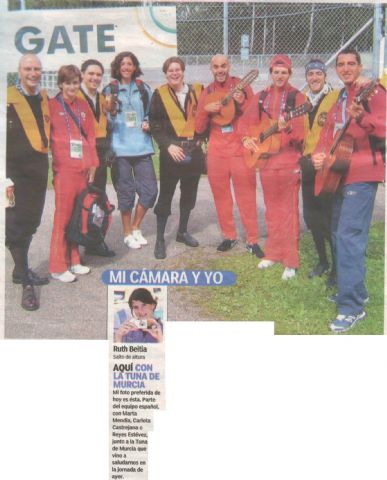 GATE
MI CÁMARA Y YO
Ruth Beitia
Salto de altura
AQUÍ CON
LA TUNA DE
MURCIA
Mi foto preferida de
hoy es ésta. Parte
del equipo español,
con Marta
Mendía, Carlota
Castrejana o
Reyes Estévez,
junto a la Tuna
de Murcia que
vino a
saludarnos en
la jornada de
ayer.